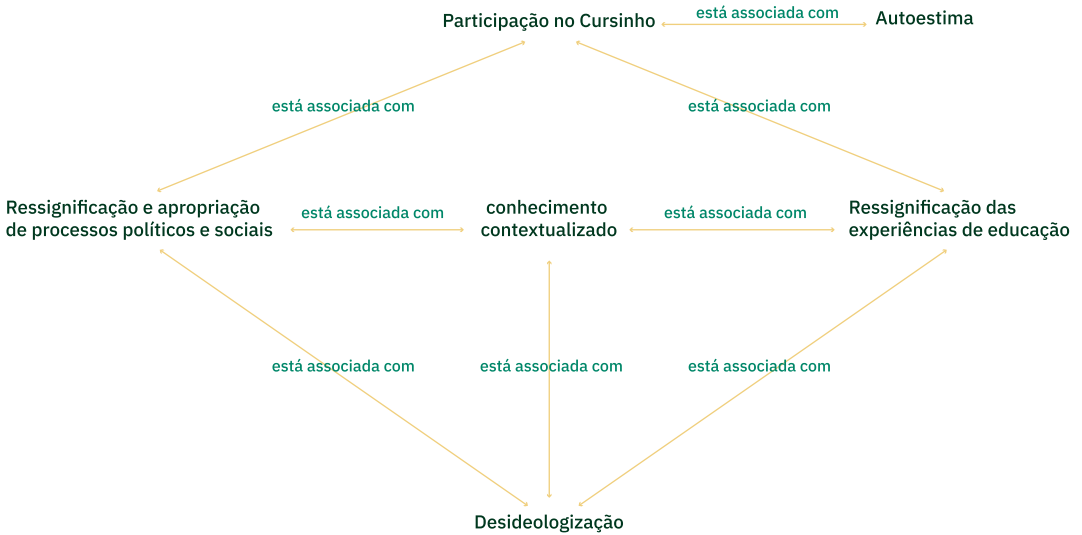 Participação no Cursinho
está associada com
Autoestima
está associada com
está associada com
Ressignificação e apropriação
de processos políticos e sociais
está associada com
conhecimento
contextualizado
está associada com
Ressignificação das
experiências de educação
está associada com
está associada com
está associada com
Desideologização